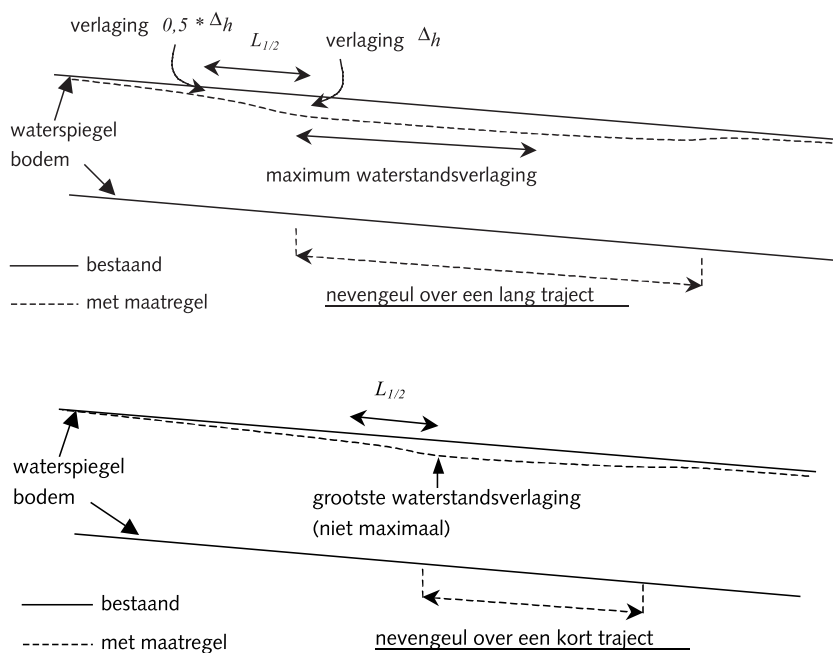 verlaging 0,5 * Δh
L1/2
verlaging Δh
waterspiegel
bodem
maximum waterstandsverlaging
bestaand
met maatregel
nevengeul over een lang traject
L1/2
waterspiegel
bodem
grootste waterstandsverlaging
(niet maximaal)
bestaand
met maatregel
nevengeul over een kort traject